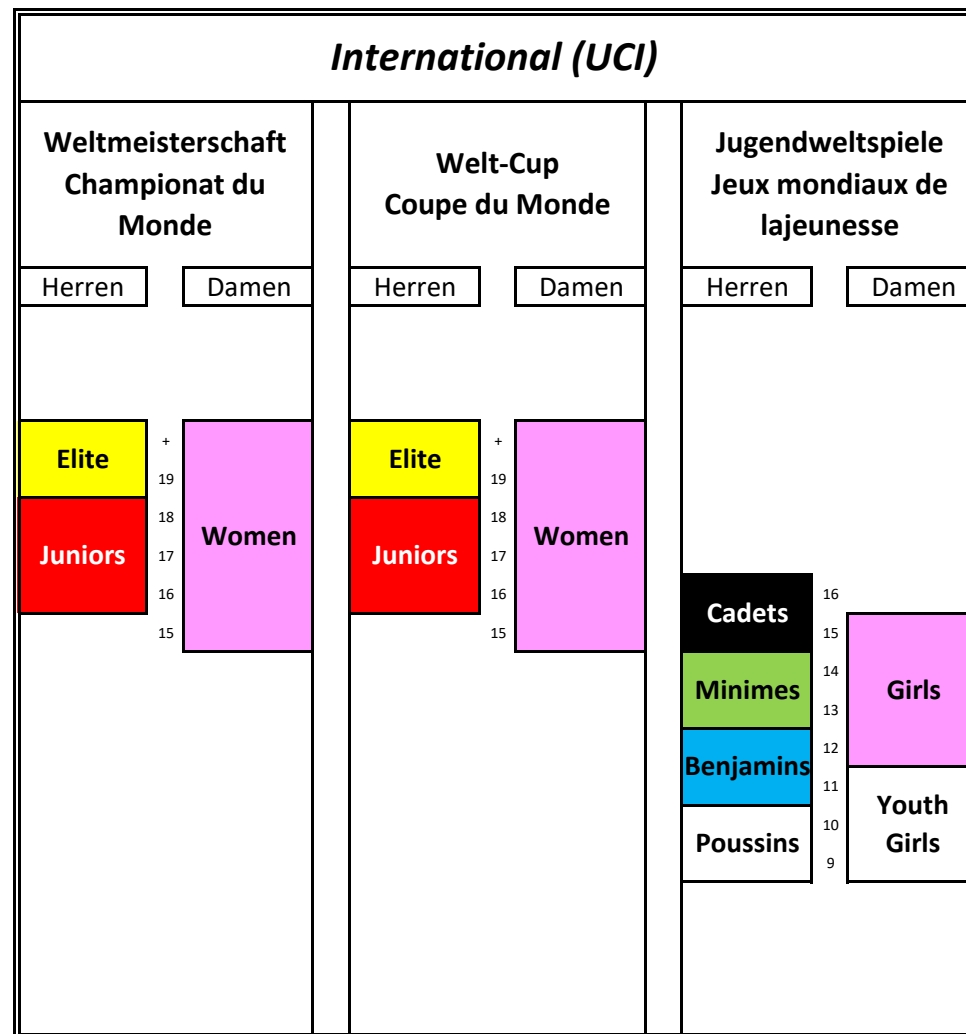 International (UCI)
Weltmeisterschaft
Championat du
Monde
Herren
Damen
Elite
Juniors
+
19
18
17
16
15
Women
Welt-Cup
Coupe du Monde
Herren
Damen
Elite
Juniors
+
19
18
17
16
15
Women
Jugendweltspiele
Jeux mondiaux de
lajeunesse
Herren
Damen
Cadets
Minimes
Benjamins
Poussins
16
15
14
13
12
11
10
9
Girls
Youth
Girls